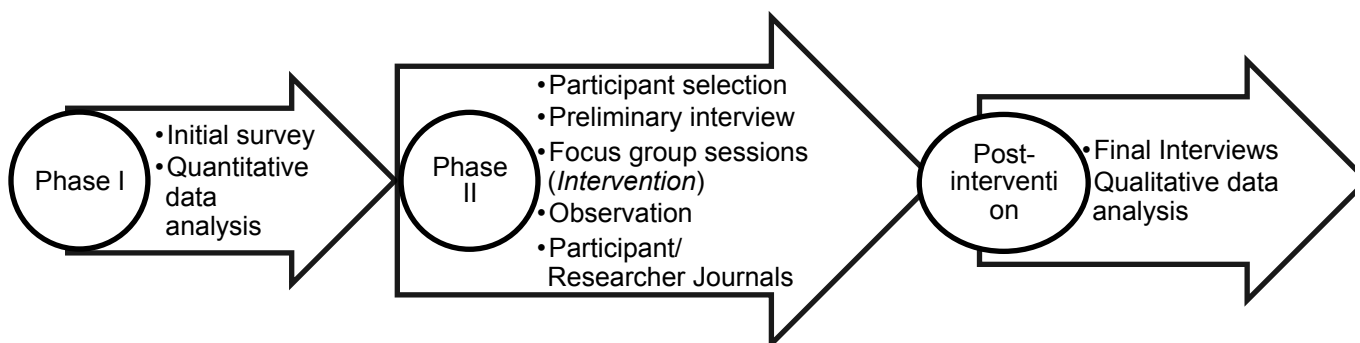 Phase I
•Initial survey
•Quantitative
data
analysis
Phase
II
•Participant selection
•Preliminary interview
•Focus group sessions
(Intervention)
•Observation
•Participant/
Researcher Journals
Post-
interventi
on
•Final Interviews
•Qualitative data
analysis